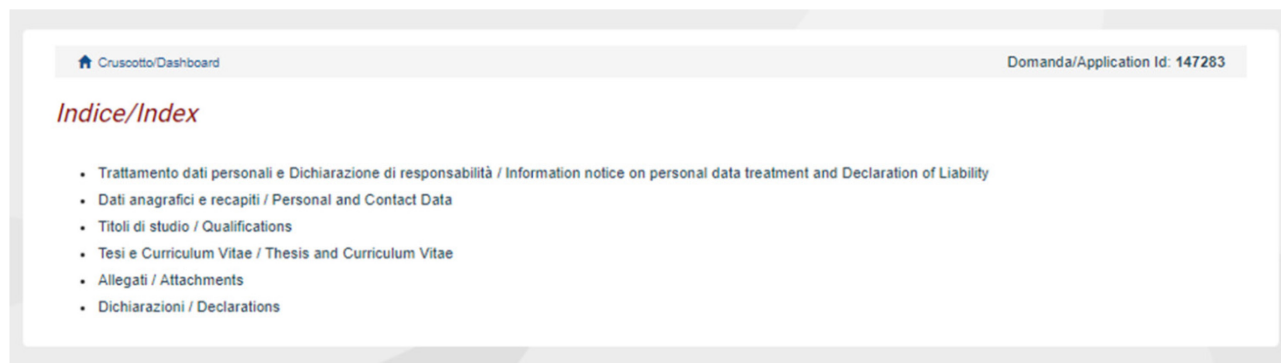 Cruscotto/Dashboard Domanda/Application Id: 147283
Indice/Index
• Trattamento dati personali e Dichiarazione di responsabilità / Information notice on personal data treatment and Declaration of Liability
• Dati anagrafici e recapiti / Personal and Contact Data
• Titoli di studio / Qualifications
• Tesi e Curriculum Vitae / Thesis and Curriculum Vitae
• Allegati / Attachments
• Dichiarazioni / Declarations